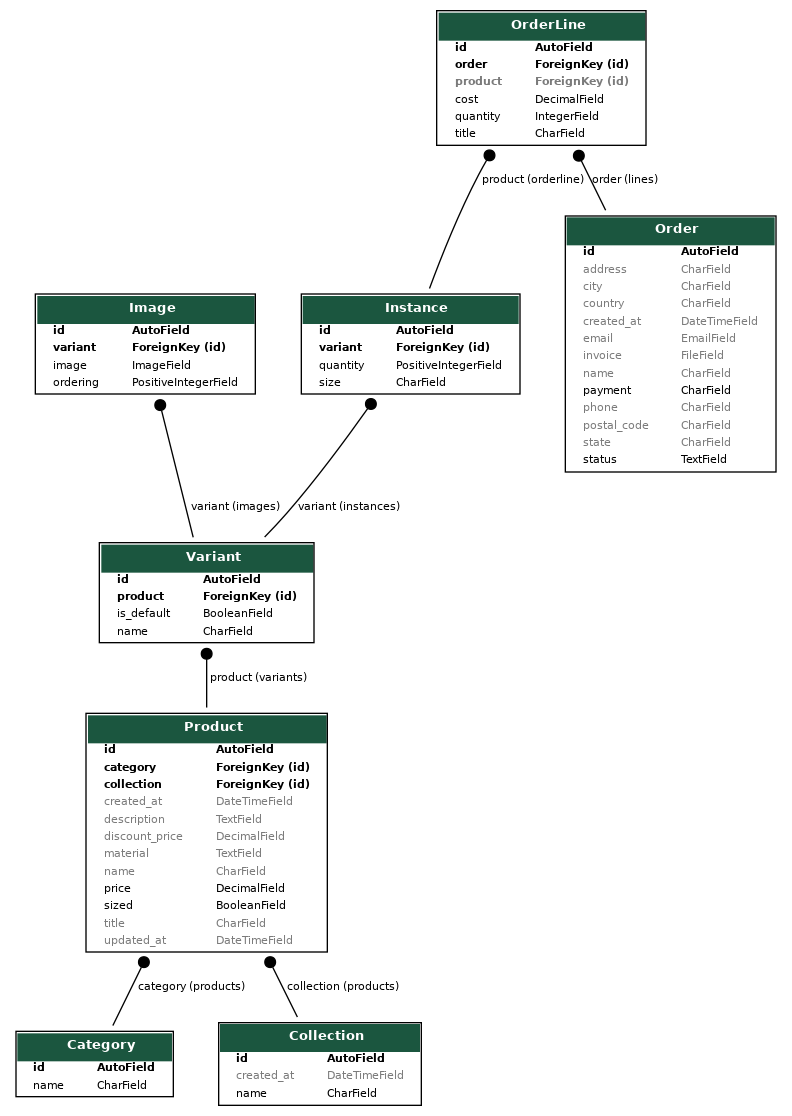 OrderLine
id AutoField
order ForeignKey (id)
product ForeignKey (id)
cost DecimalField
quantity IntegerField
title CharField
product (orderline) order (lines)
Order
id AutoField
address CharField
city CharField
country CharField
created_at DateTimeField
email EmailField
invoice FileField
name CharField
payment CharField
phone CharField
postal_code CharField
state CharField
status TextField
Image
id AutoField
variant ForeignKey (id)
image ImageField
ordering PositiveIntegerField
Instance
id AutoField
variant ForeignKey (id)
quantity PositiveIntegerField
size CharField
variant (images) variant (instances)
Variant
id AutoField
product ForeignKey (id)
is_default BooleanField
name CharField
product (variants)
Product
id AutoField
category ForeignKey (id)
collection ForeignKey (id)
created_at DateTimeField
description TextField
discount_price DecimalField
material TextField
name CharField
price DecimalField
sized BooleanField
title CharField
updated_at DateTimeField
category (products) collection (products)
Category
id AutoField
name CharField
Collection
id AutoField
created_at DateTimeField
name CharField